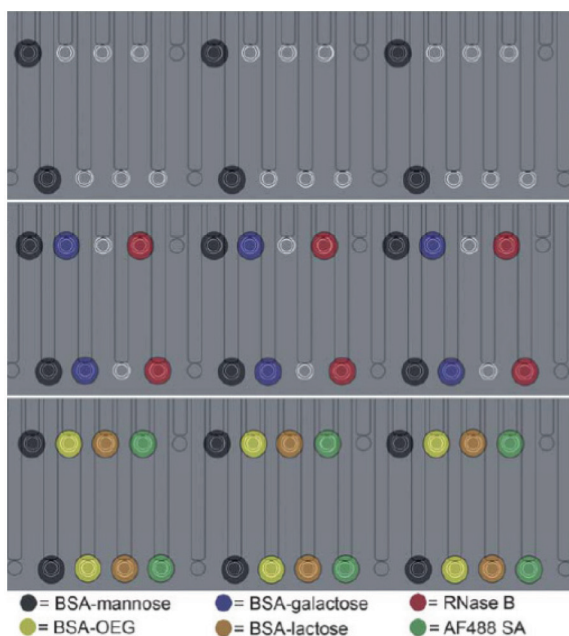 = BSA-mannose = BSA-galactose = RNase B
= BSA-OEG = BSA-lactose = AF488 SA